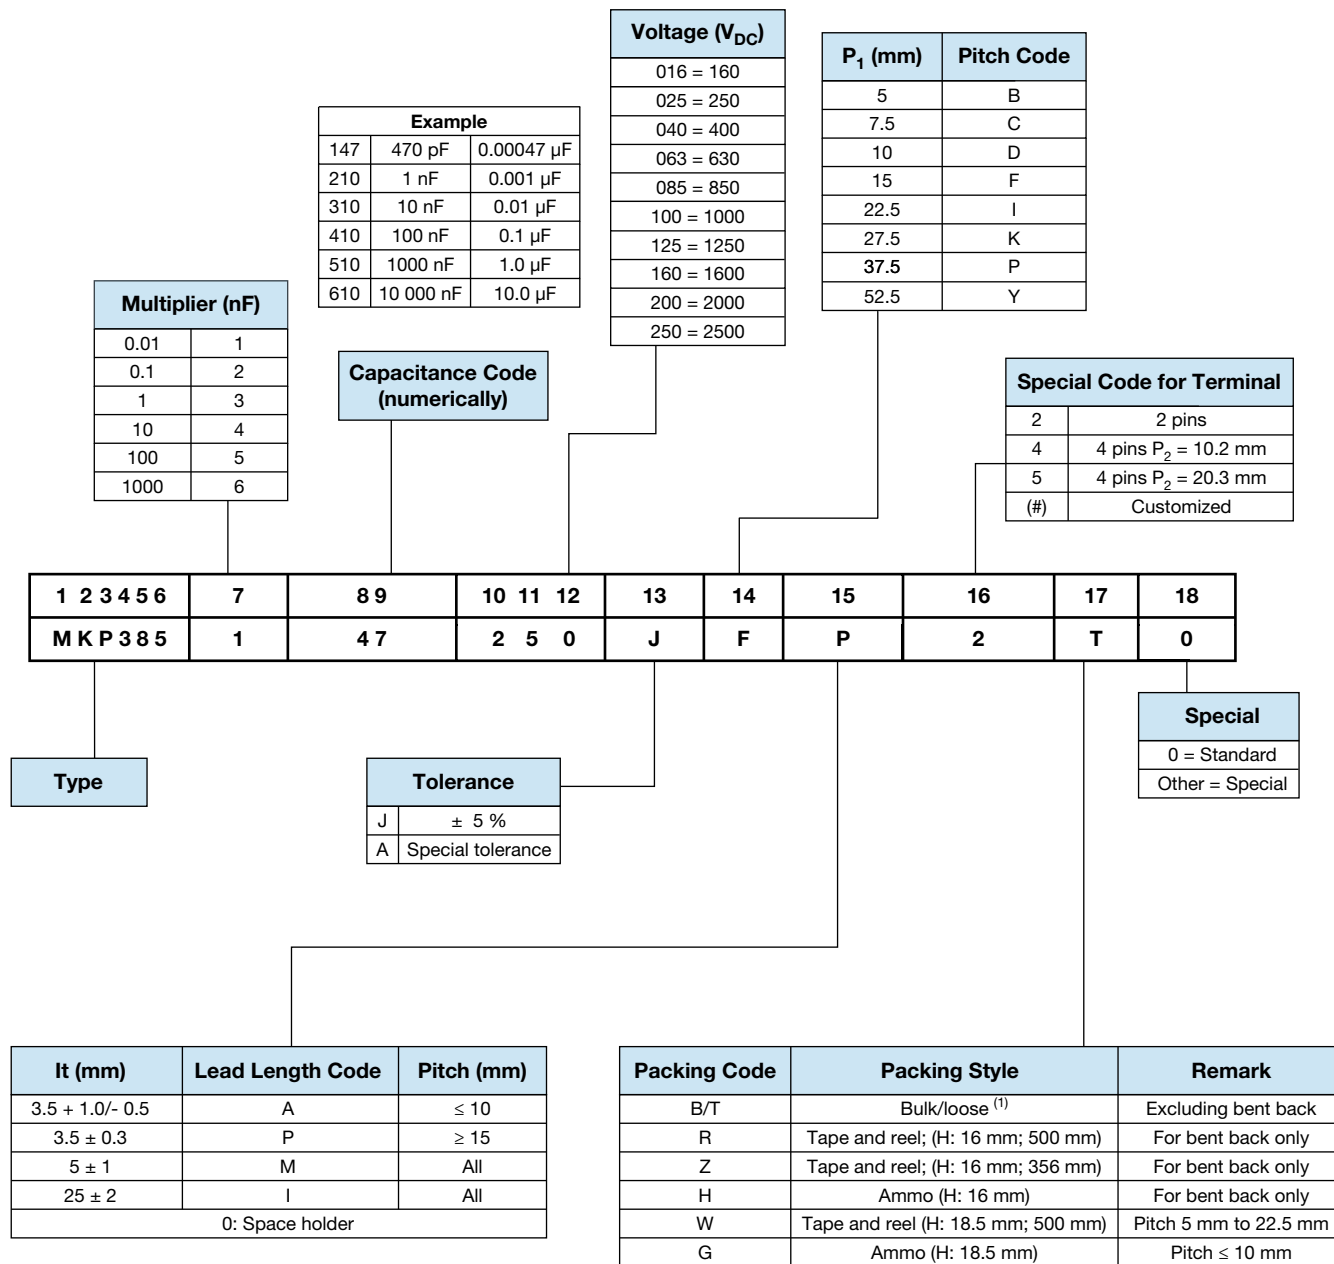 Voltage (VDC)
016 = 160
025 = 250
040 = 400
063 = 630
085 = 850
100 = 1000
125 = 1250
160 = 1600
200 = 2000
250 = 2500
P1 (mm) Pitch Code
5 B
7.5 C
10 D
15 F
22.5 I
27.5 K
37.5 P
52.5 Y
Example
147 470 pF 0.00047 µF
210 1 nF 0.001 µF
310 10 nF 0.01 µF
410 100 nF 0.1 µF
510 1000 nF 1.0 µF
610 10 000 nF 10.0 µF
Multiplier (nF)
0.01 1
0.1 2
1 3
10 4
100 5
1000 6
Capacitance Code
(numerically)
Special Code for Terminal
2 2 pins
4 4 pins P2 = 10.2 mm
5 4 pins P2 = 20.3 mm
(#) Customized
1 2 3 4 5 6 7 8 9 10 11 12 13 14 15 16 17 18
M K P 3 8 5 1 4 7 2 5 0 J F P 2 T 0
Type
Tolerance
J ± 5 %
A Special tolerance
Special
0 = Standard
Other = Special
It (mm) Lead Length Code Pitch (mm)
3.5 + 1.0/- 0.5 A ≤ 10
3.5 ± 0.3 P ≥ 15
5 ± 1 M All
25 ± 2 I All
0: Space holder
Packing Code Packing Style Remark
B/T Bulk/loose (1) Excluding bent back
R Tape and reel; (H: 16 mm; 500 mm) For bent back only
Z Tape and reel; (H: 16 mm; 356 mm) For bent back only
H Ammo (H: 16 mm) For bent back only
W Tape and reel (H: 18.5 mm; 500 mm) Pitch 5 mm to 22.5 mm
G Ammo (H: 18.5 mm) Pitch ≤ 10 mm